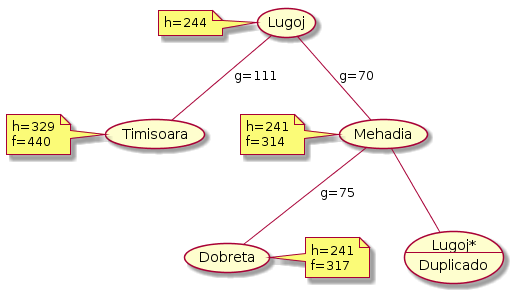 Lugoj
h=244
g=111
g=70
Timisoara
h=329
f=440
h=241
f=314
Mehadia
g=75
Dobreta
h=241
f=317
Lugoj*
Duplicado